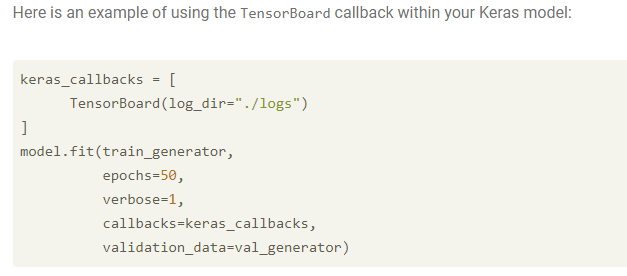 Here is an example of using the TensorBoard callback within your Keras model:
keras_callbacks = [
      TensorBoard(log_dir="./logs")
]
model.fit(train_generator,
          epochs=50,
          verbose=1,
          callbacks=keras_callbacks,
          validation_data=val_generator)